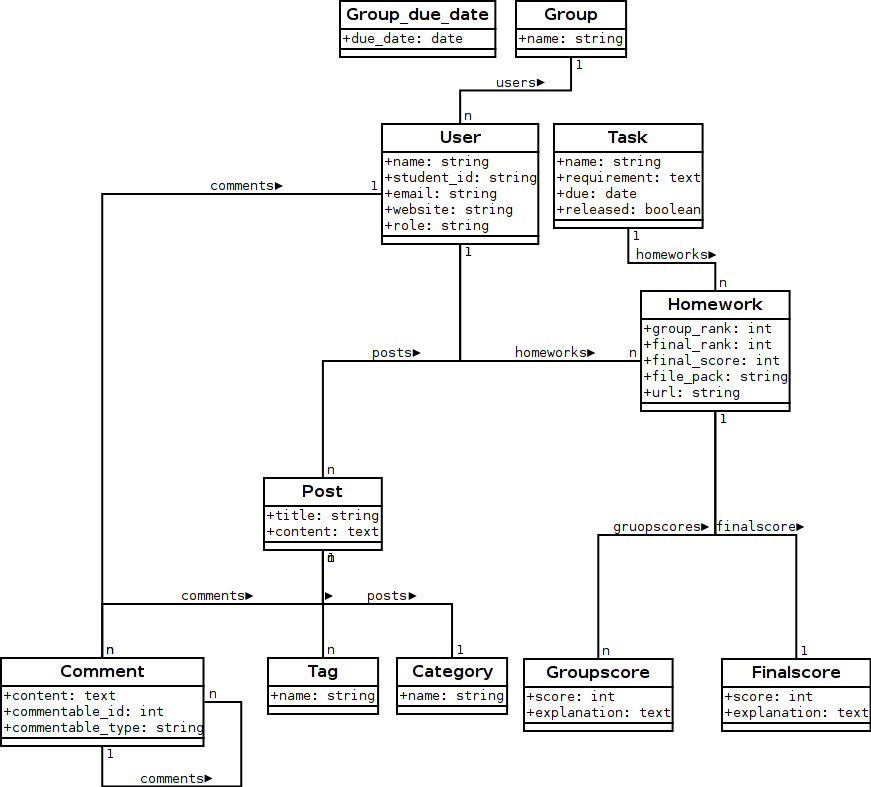 Group_due_date
+due_date: date
Group
+name: string
1
users
n
User
+name: string
+student_id: string
+email: string
+website: string
+role: string
1
Task
+name: string
+requirement: text
+due: date
+released: boolean
1
comments
1
homeworks
n
Homework
+group_rank: int
+final_rank: int
+final_score: int
+file_pack: string
+url: string
1
posts
homeworks
n
n
Post
+title: string
+content: text
gruopscores
finalscore
comments
posts
n
n
1
n
1
Comment
+content: text
+commentable_id: int
+commentable_type: string
n
1
comments
Tag
+name: string
Category
+name: string
Groupscore
+score: int
+explanation: text
Finalscore
+score: int
+explanation: text